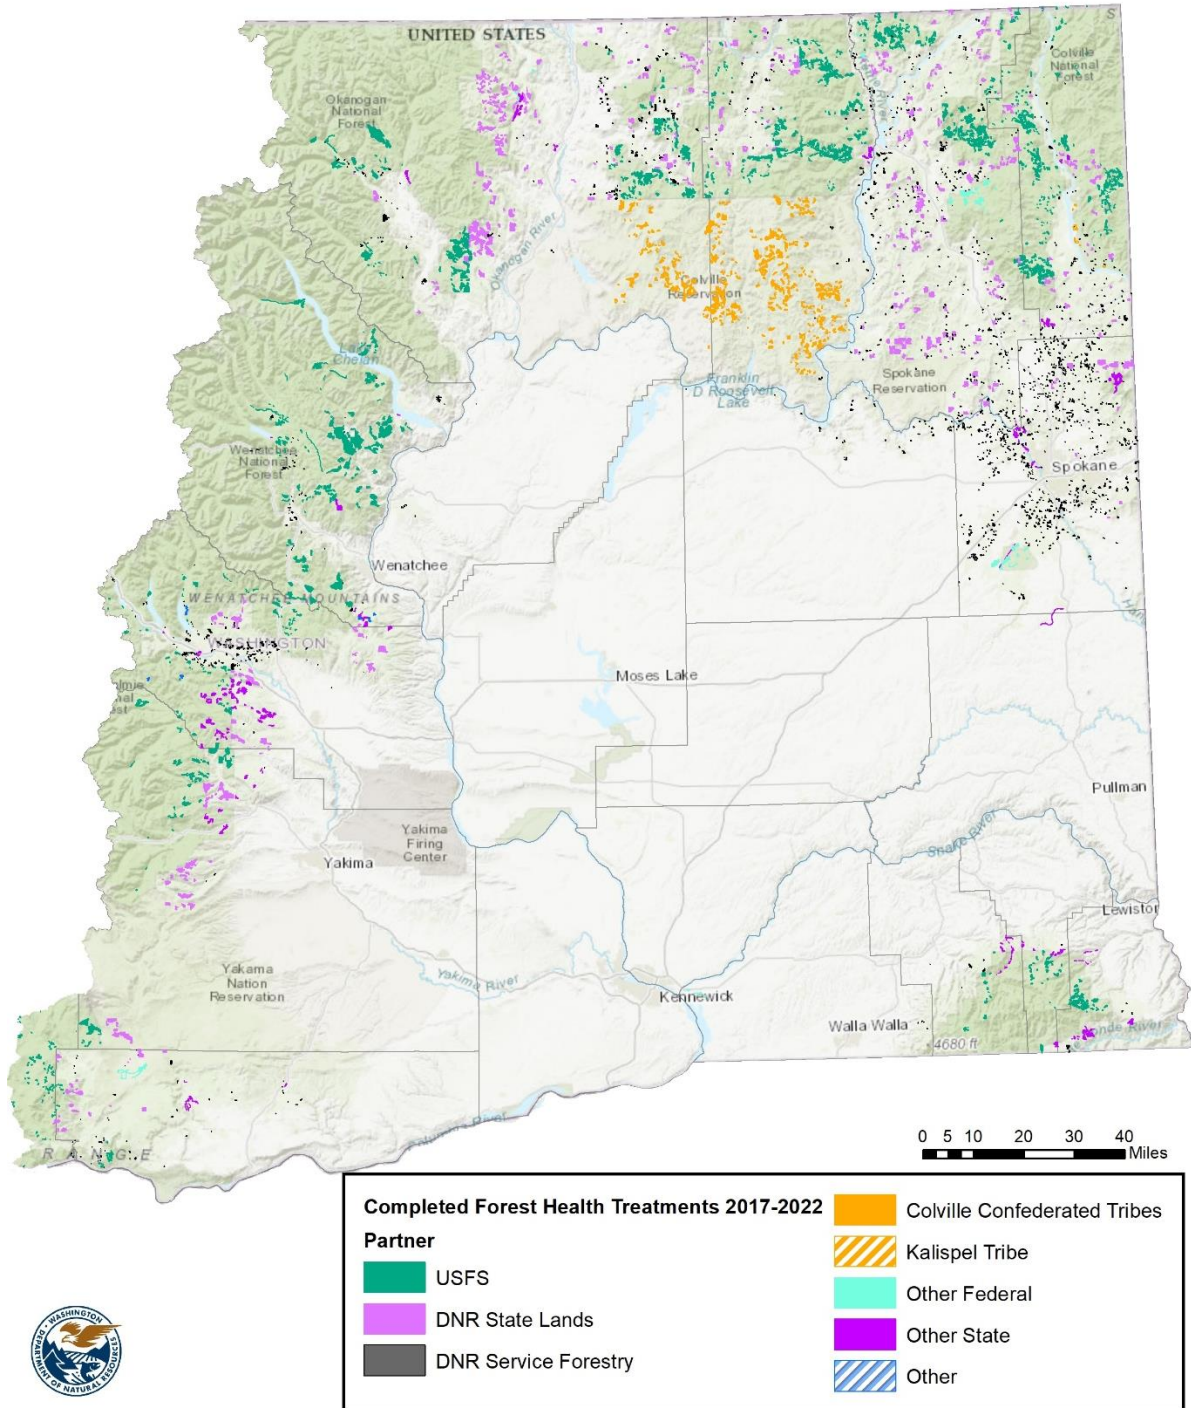 UNITED STATES
S
Colville
National
Forest
Okanogan
National
Forest
River
Okanogan River
Colville
Reservation
Lake
Chelan
Spokane
Reservation
Franklin
D Roosevelt
Lake
Wenatchee
National
Forest
Spokane
Wenatchee
WENATCHEE MOUNTAINS
WASHINGTON
Moses Lake
Pullman
Yakima
Firing
Center
Yakima
Snake River
Lewiston
Yakama
Nation
Reservation
Yakima River
Kennewick
Walla Walla
4680 ft
onde River
River
RANGE
0 5 10 20 30 40
Miles
Completed Forest Health Treatments 2017-2022
Partner
USFS
DNR State Lands
DNR Service Forestry
Colville Confederated Tribes
Kalispel Tribe
Other Federal
Other State
Other
WASHINGTON
DEPARTMENT OF NATURAL RESOURCES